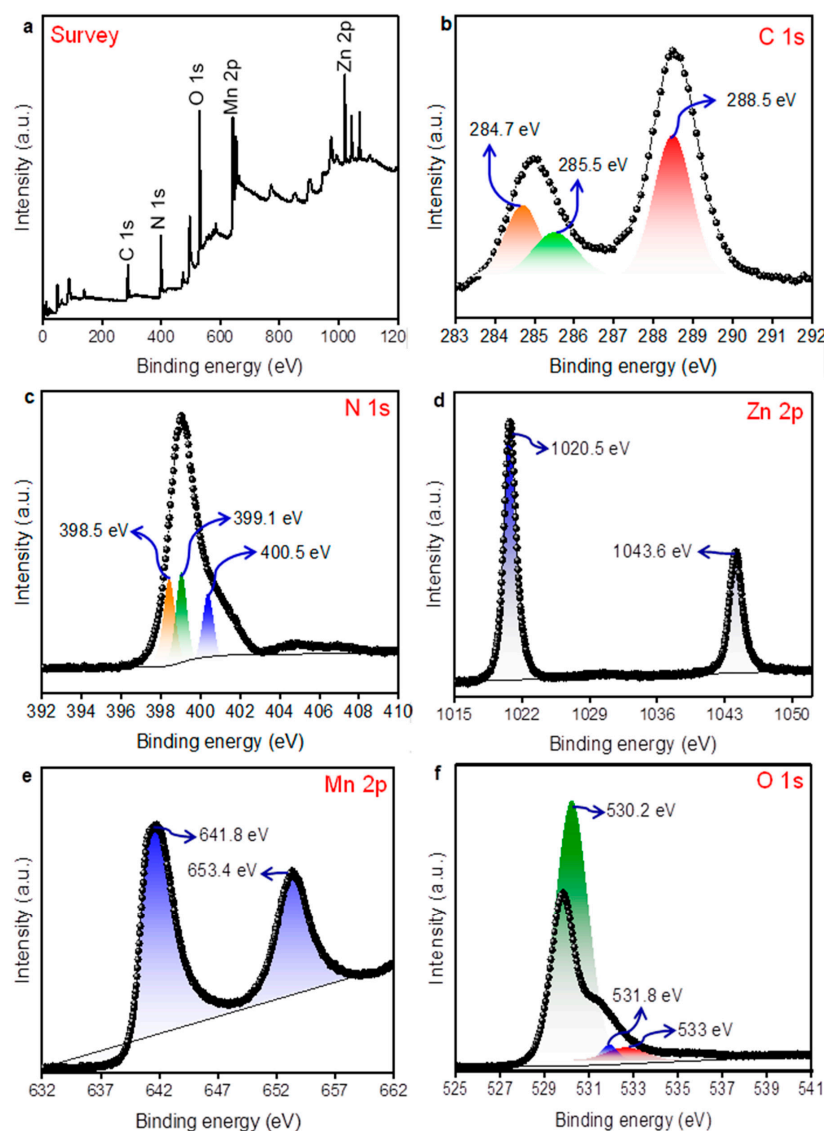 a
Survey
C 1s
N 1s
O 1s
Mn 2p
Zn 2p
Intensity (a.u.)
0 200 400 600 800 1000 120
Binding energy (eV)
b
C 1s
284.7 eV
285.5 eV
288.5 eV
Intensity (a.u.)
283 284 285 286 287 288 289 290 291 292
Binding energy (eV)
c
N 1s
398.5 eV
399.1 eV
400.5 eV
Intensity (a.u.)
392 394 396 398 400 402 404 406 408 410
Binding energy (eV)
d
Zn 2p
1020.5 eV
1043.6 eV
Intensity (a.u.)
1015 1022 1029 1036 1043 1050
Binding energy (eV)
e
Mn 2p
641.8 eV
653.4 eV
Intensity (a.u.)
632 642 652 657 662
Binding energy (eV)
f
O 1s
530.2 eV
531.8 eV
533 eV
Intensity (a.u.)
525 527 529 531 533 535 537 539 541
Binding energy (eV)